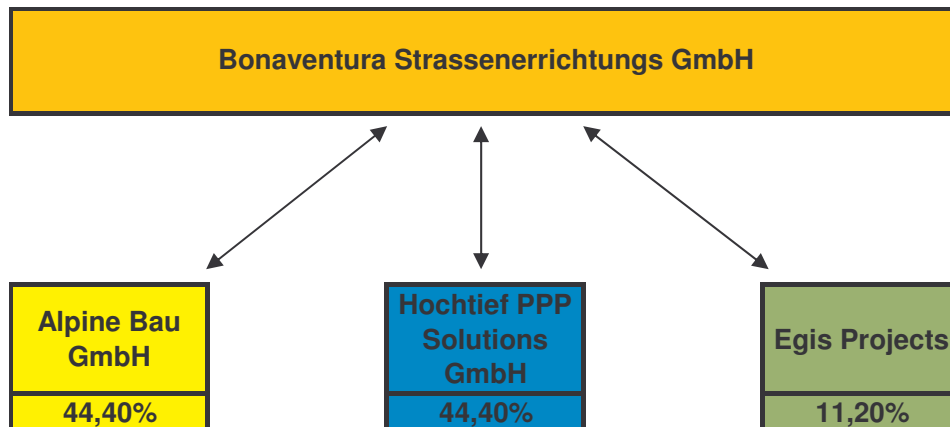 Bonaventura Strassenerrichtungs GmbH
Alpine Bau
GmbH
44,40%
Hochtief PPP
Solutions
GmbH
44,40%
Egis Projects
11,20%